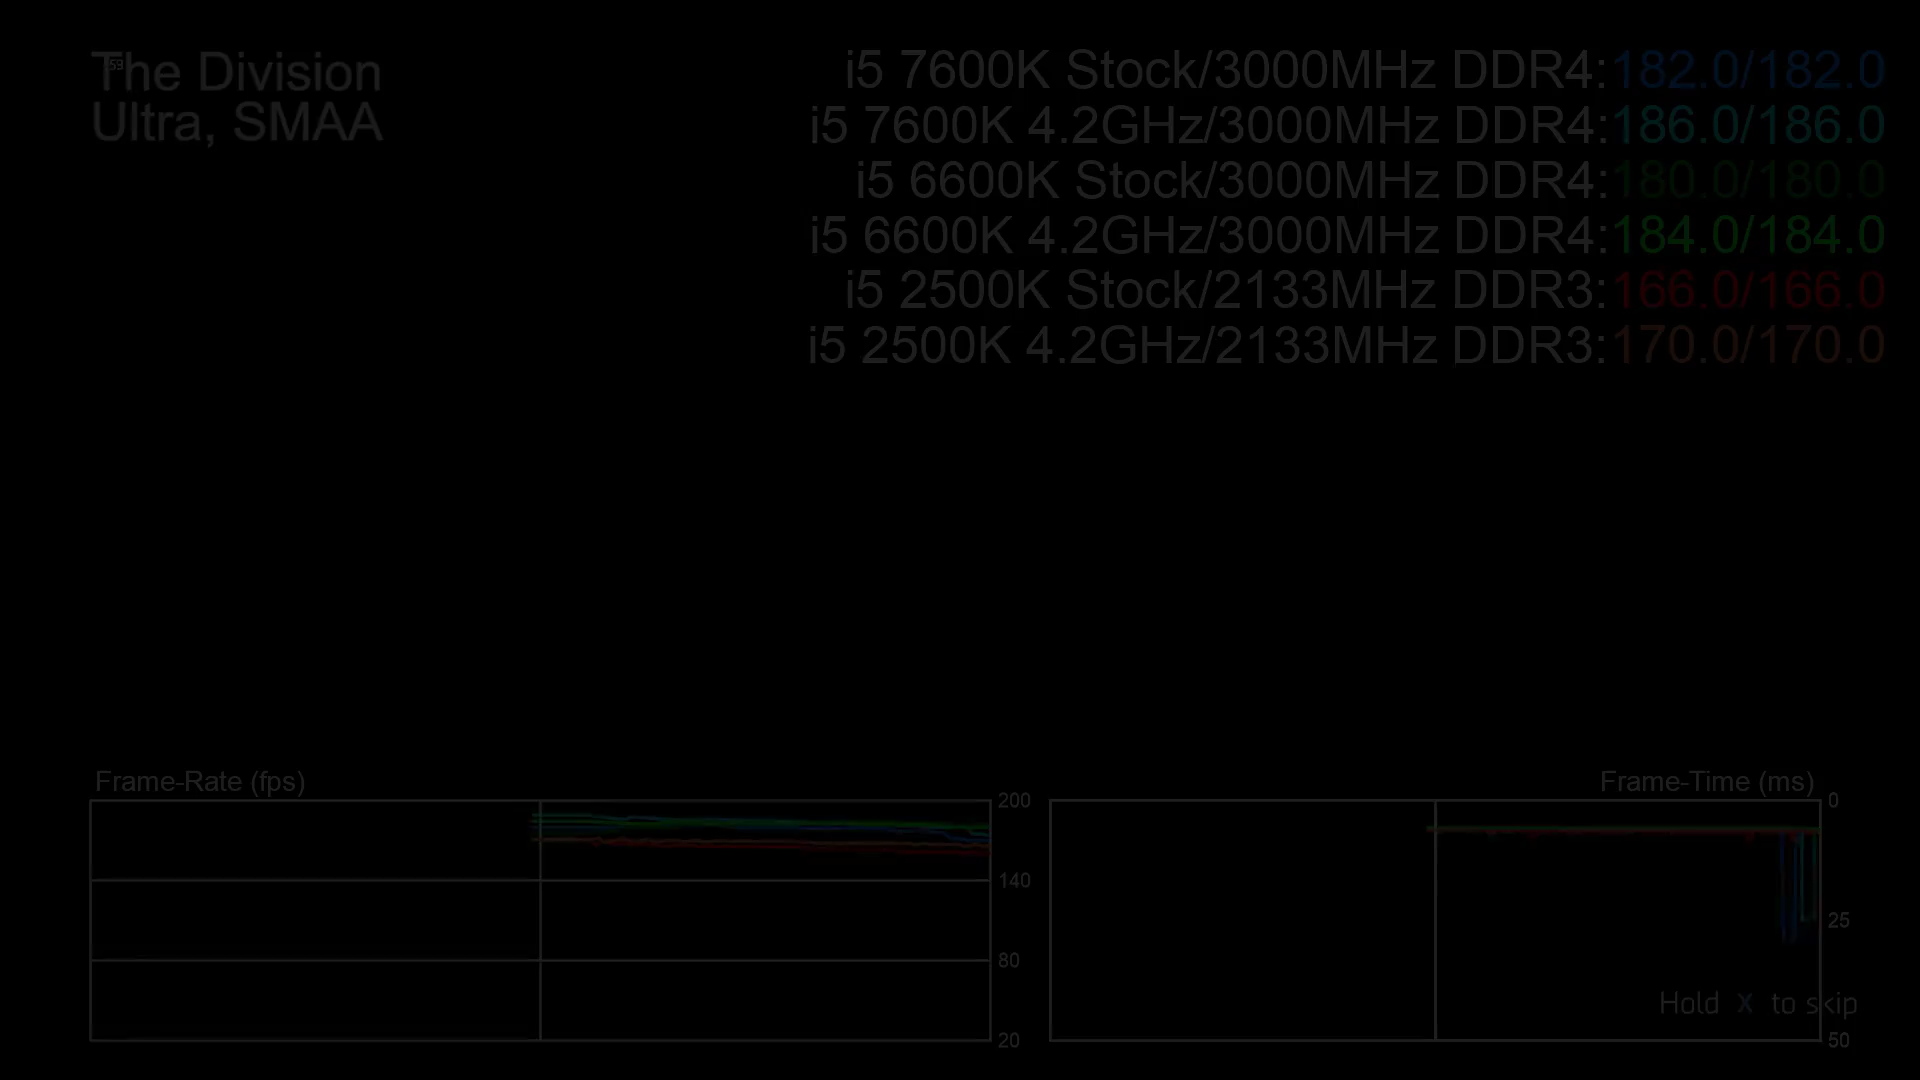 The Division
Ultra, SMAA
53
i5 7600K Stock/3000MHz DDR4:182.0/182.0
i5 7600K 4.2GHz/3000MHz DDR4:186.0/186.0
i5 6600K Stock/3000MHz DDR4:180.0/180.0
i5 6600K 4.2GHz/3000MHz DDR4:184.0/184.0
i5 2500K Stock/2133MHz DDR3:166.0/166.0
i5 2500K 4.2GHz/2133MHz DDR3:170.0/170.0
Frame-Rate (fps)
200
140
80
20
Frame-Time (ms)
0
25
50
Hold X to skip